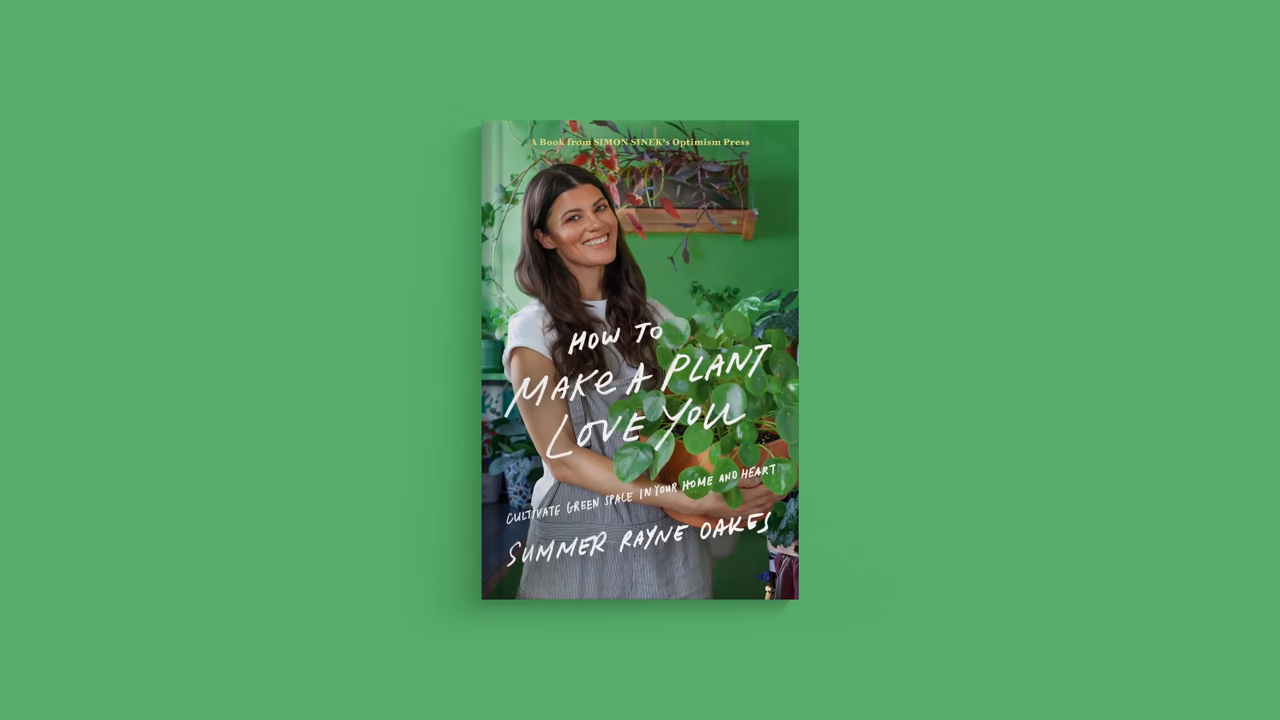 A Book from SIMON SINEK's Optimism Press
HOW TO
MAKE A PLANT
LOVE YOU
CULTIVATE GREEN SPACE IN YOUR HOME AND HEART
SUMMER RAYNE OAKES